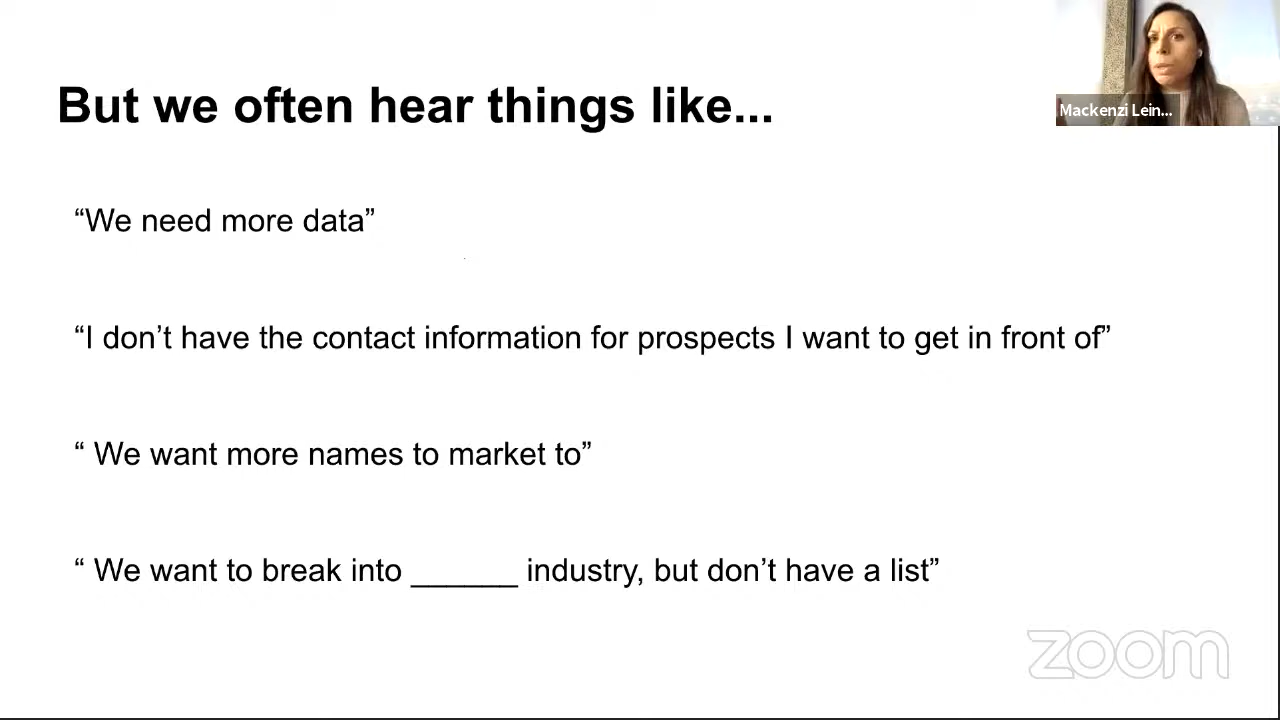 Mackenzi Lein...
But we often hear things like...
“We need more data”
“I don’t have the contact information for prospects I want to get in front of”
“ We want more names to market to”
“ We want to break into ______ industry, but don’t have a list”
zoom